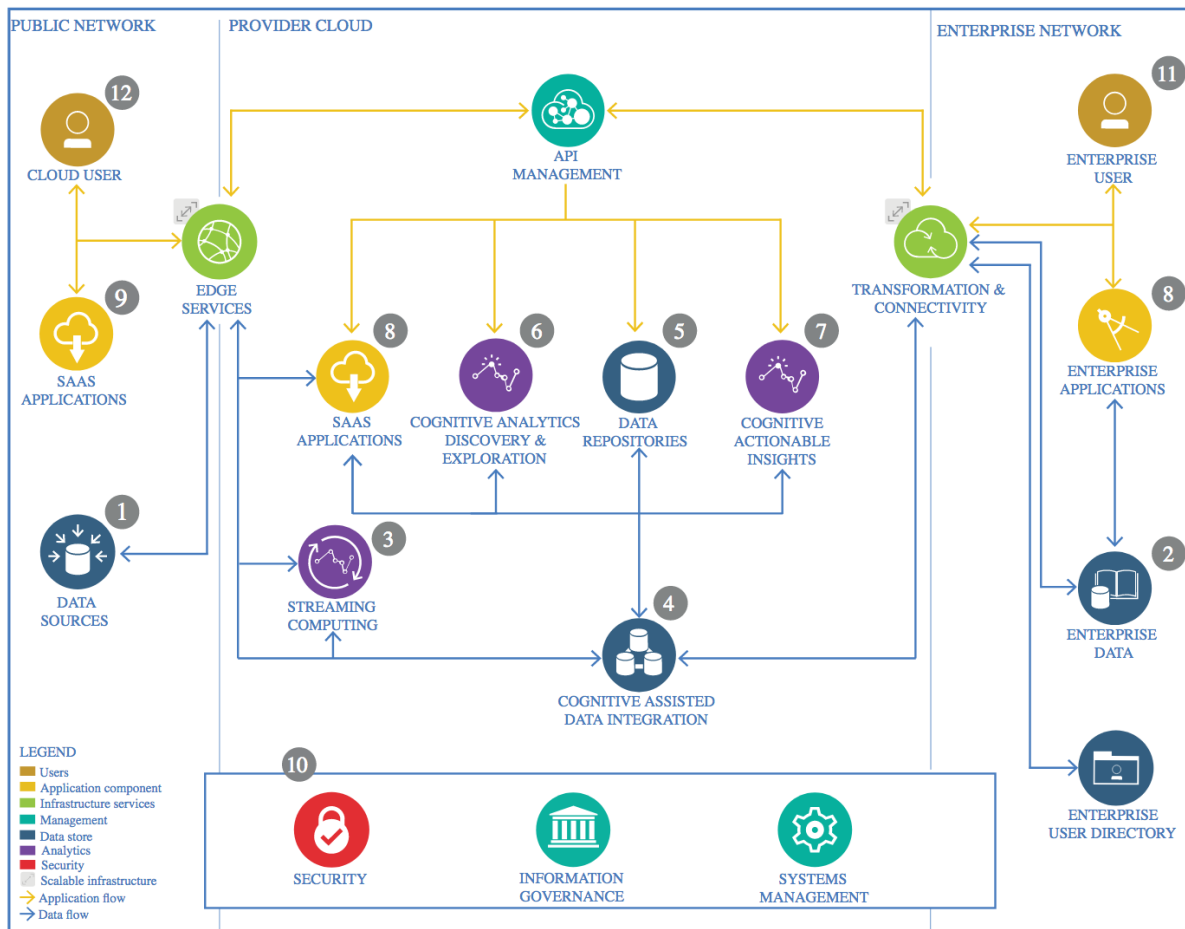 PUBLIC NETWORK
PROVIDER CLOUD
ENTERPRISE NETWORK
12
CLOUD USER
API
MANAGEMENT
11
ENTERPRISE
USER
EDGE
SERVICES
TRANSFORMATION &
CONNECTIVITY
9
SAAS
APPLICATIONS
8
SAAS
APPLICATIONS
6
COGNITIVE ANALYTICS
DISCOVERY &
EXPLORATION
5
DATA
REPOSITORIES
7
COGNITIVE
ACTIONABLE
INSIGHTS
8
ENTERPRISE
APPLICATIONS
1
DATA
SOURCES
3
STREAMING
COMPUTING
4
COGNITIVE ASSISTED
DATA INTEGRATION
2
ENTERPRISE
DATA
ENTERPRISE
USER DIRECTORY
LEGEND
Users
Application component
Infrastructure services
Management
Data store
Analytics
Security
Scalable infrastructure
Application flow
Data flow
10
SECURITY
INFORMATION
GOVERNANCE
SYSTEMS
MANAGEMENT